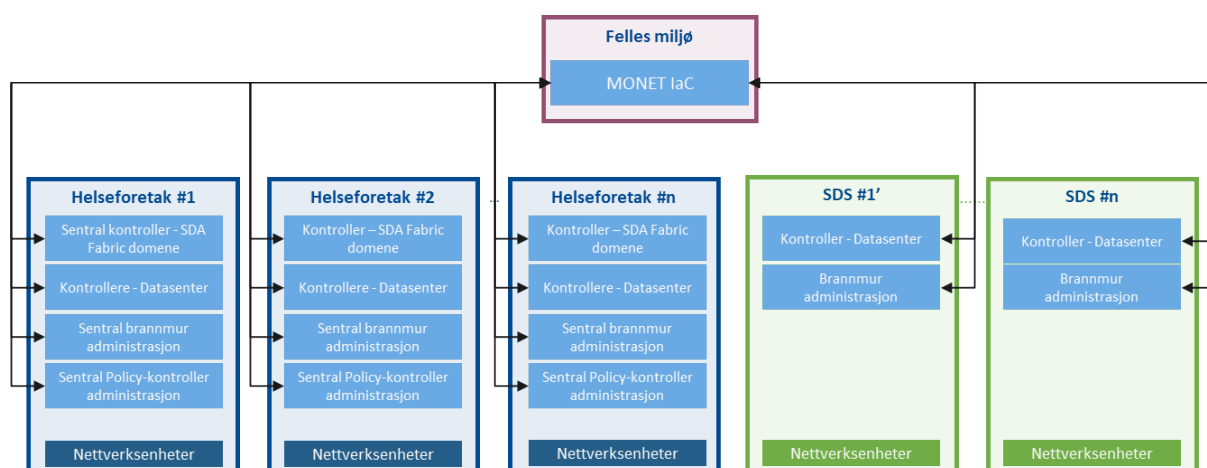 Felles miljø
MONET IaC
Helseforetak #1
Sentral kontroller - SDA
Fabric domene
Kontrollere - Datasenter
Sentral brannmur
administrasjon
Sentral Policy-kontroller
administrasjon
Nettverksenheter
Helseforetak #2
Kontroller – SDA Fabric
domene
Kontrollere - Datasenter
Sentral brannmur
administrasjon
Sentral Policy-kontroller
administrasjon
Nettverksenheter
Helseforetak #n
Kontroller – SDA Fabric
domene
Kontrollere - Datasenter
Sentral brannmur
administrasjon
Sentral Policy-kontroller
administrasjon
Nettverksenheter
SDS #1’
Kontroller - Datasenter
Brannmur
administrasjon
Nettverksenheter
SDS #n
Kontroller - Datasenter
Brannmur
administrasjon
Nettverksenheter